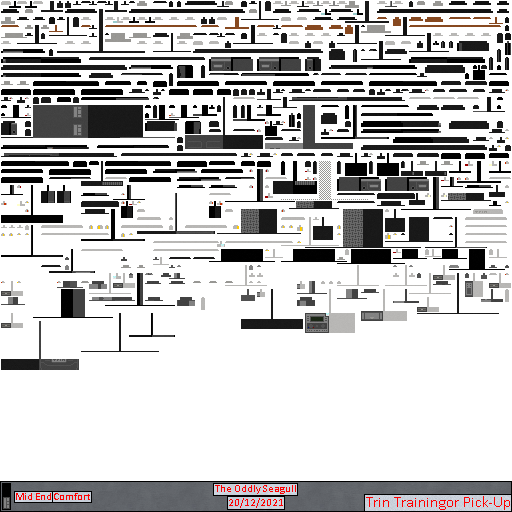 The Oddly Seagull
Mid End Comfort
20/12/2021
Trin Trainingor Pick-Up